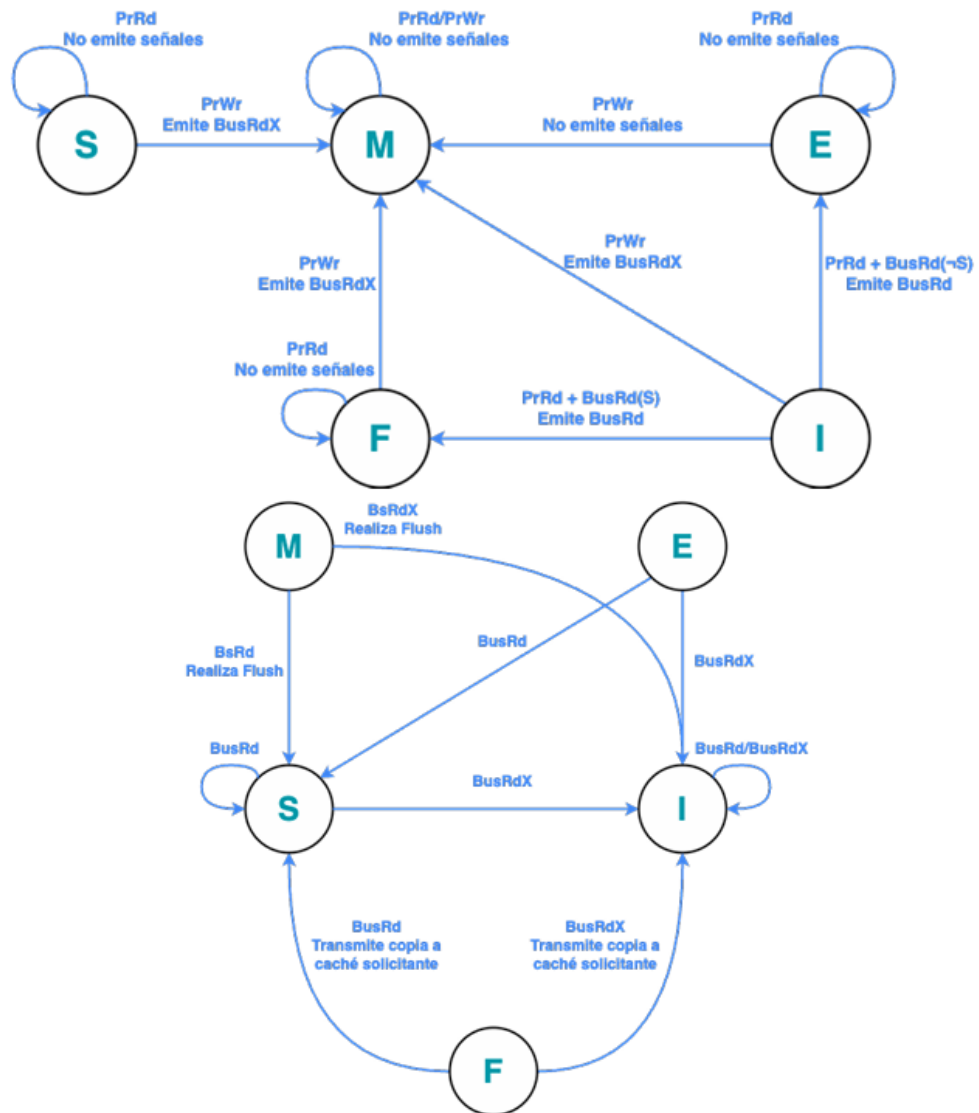 PrRd
No emite señales
PrRd/PrWr
No emite señales
PrRd
No emite señales
S
PrWr
Emite BusRdX
M
PrWr
No emite señales
E
PrWr
Emite BusRdX
PrWr
Emite BusRdX
PrRd + BusRd(¬S)
Emite BusRd
PrRd
No emite señales
F
PrRd + BusRd(S)
Emite BusRd
I
M
BsRdX
Realiza Flush
E
BsRd
Realiza Flush
BusRd
BusRdX
BusRd
S
BusRdX
BusRd/BusRdX
I
BusRd
Transmite copia a
caché solicitante
BusRdX
Transmite copia a
caché solicitante
F